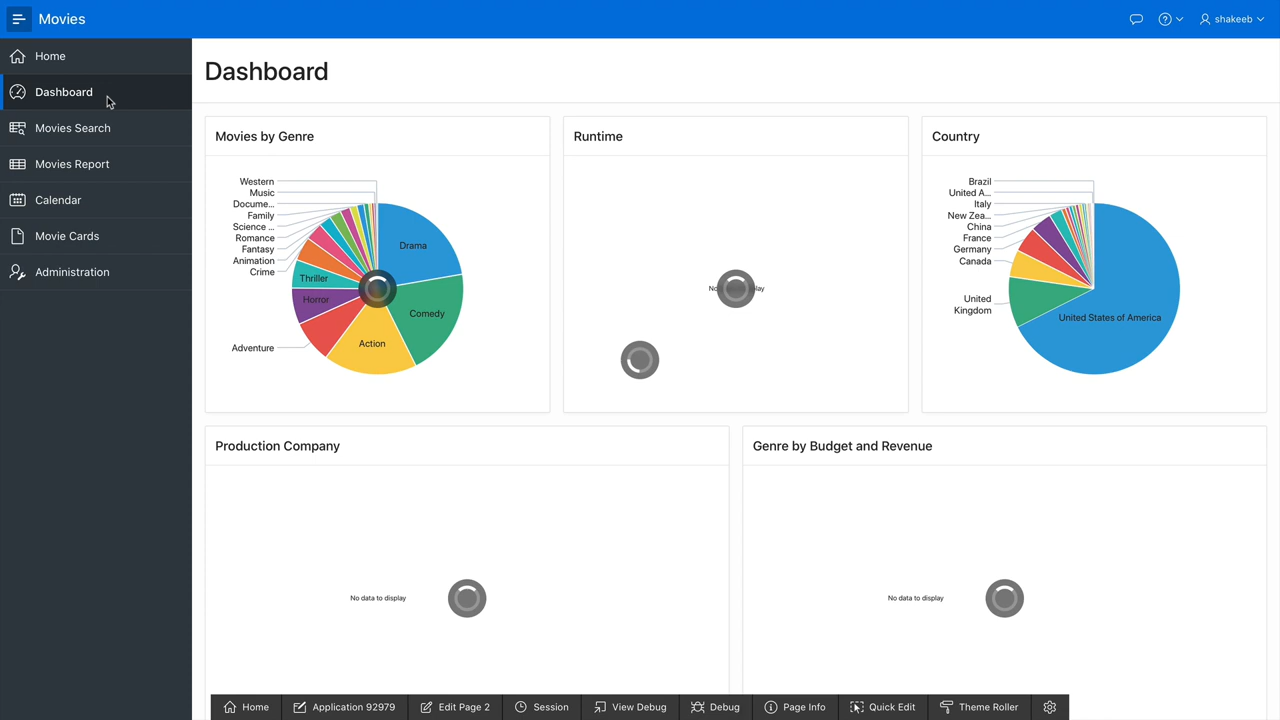 Movies
shakeeb
Home
Dashboard
Movies Search
Movies Report
Calendar
Movie Cards
Administration
Dashboard
Movies by Genre
Western
Music
Docume...
Family
Science ...
Romance
Fantasy
Animation
Crime
Adventure
Thriller
Horror
Drama
Comedy
Action
Runtime
Country
Brazil
United A...
Italy
New Zea...
China
France
Germany
Canada
United
Kingdom
United States of America
Production Company
No data to display
Genre by Budget and Revenue
No data to display
Home
Application 92979
Edit Page 2
Session
View Debug
Debug
Page Info
Quick Edit
Theme Roller